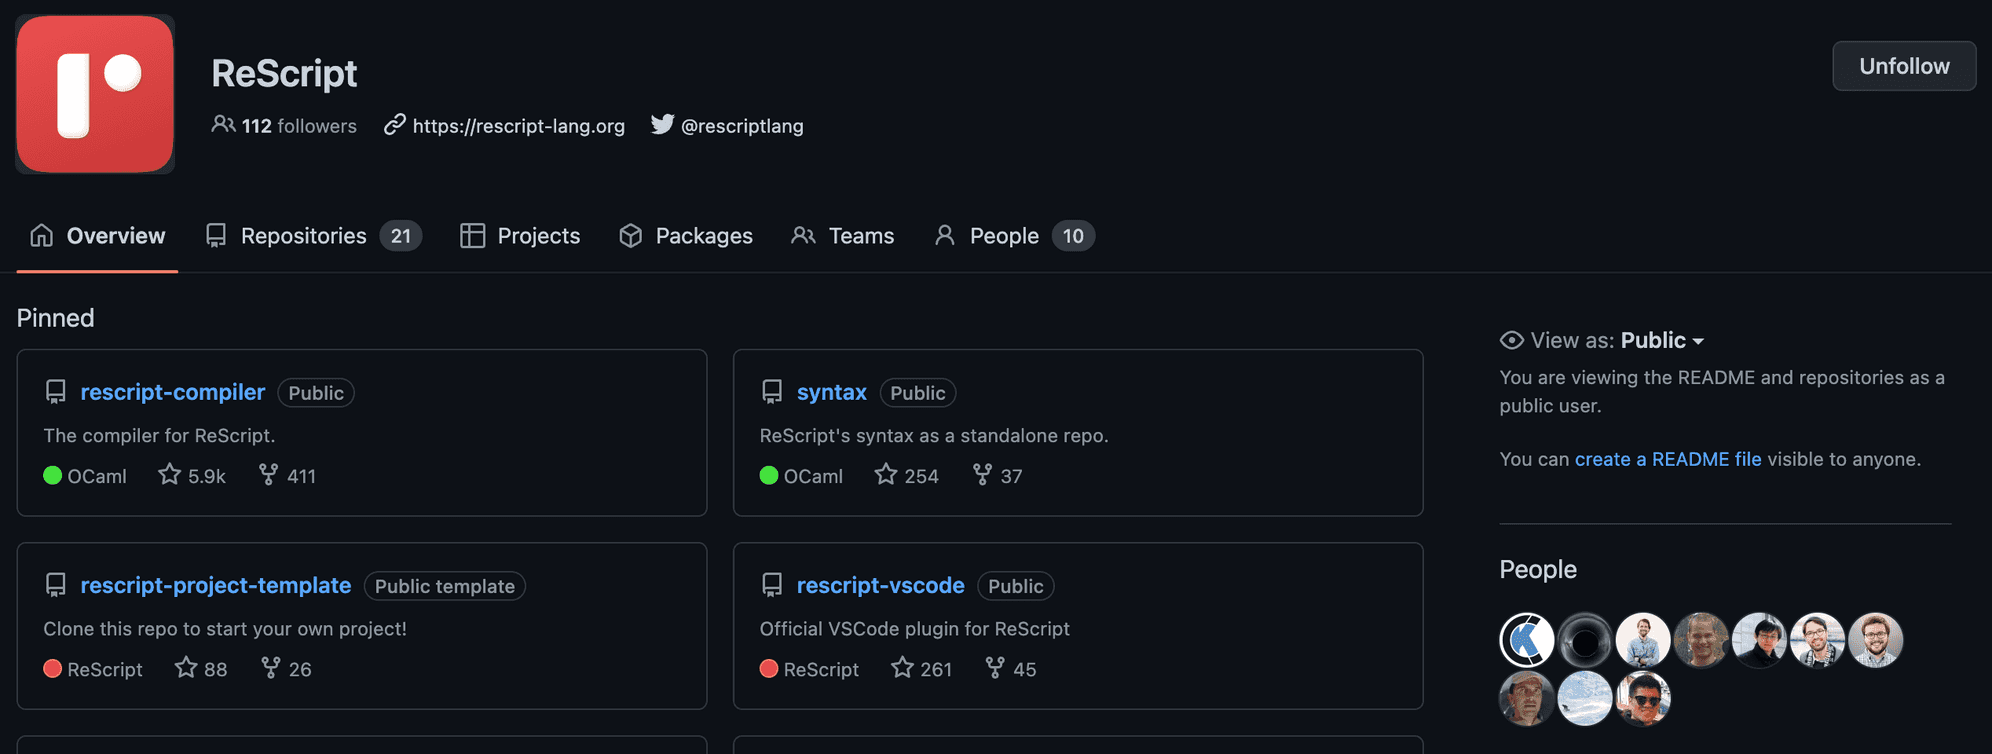 ReScript
112 followers https://rescript-lang.org @rescriptlang
Unfollow
Overview Repositories 21 Projects Packages Teams People 10
Pinned
rescript-compiler Public
The compiler for ReScript.
OCaml 5.9k 411
syntax Public
ReScript's syntax as a standalone repo.
OCaml 254 37
rescript-project-template Public template
Clone this repo to start your own project!
ReScript 88 26
rescript-vscode Public
Official VSCode plugin for ReScript
ReScript 261 45
View as: Public
You are viewing the README and repositories as a
public user.
You can create a README file visible to anyone.
People